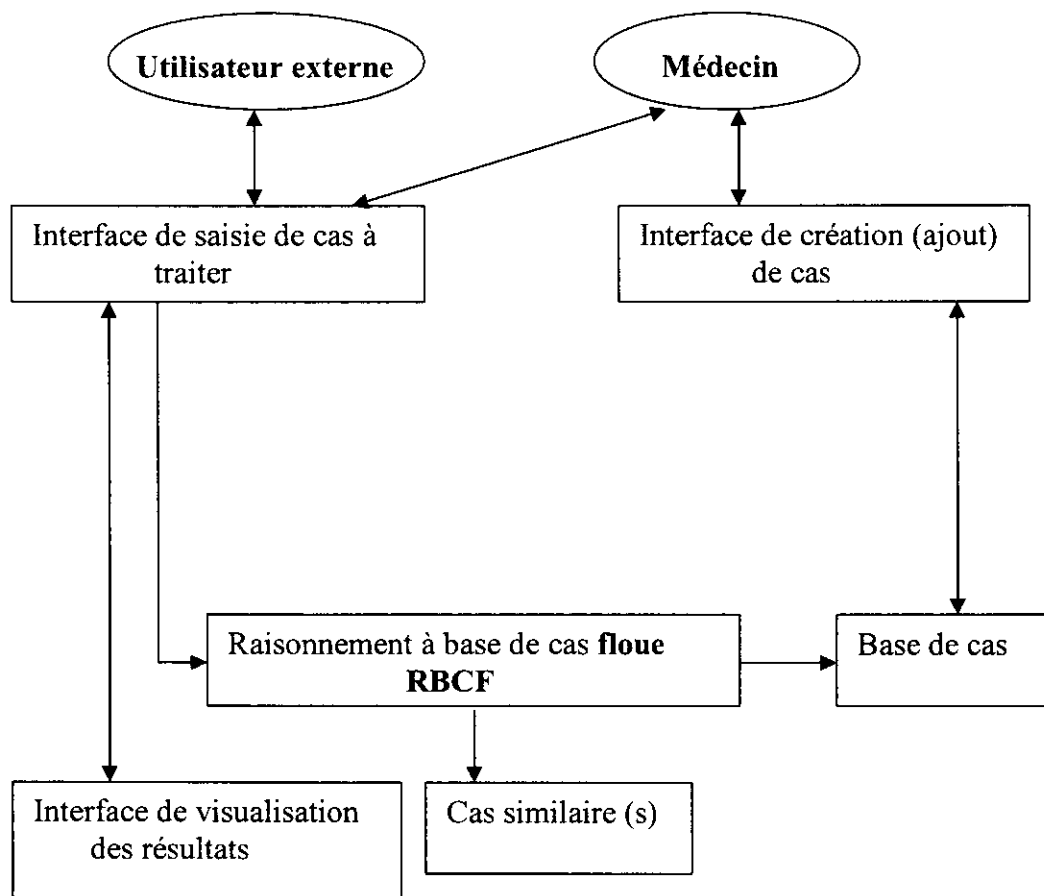 Utilisateur externe
Médecin
Interface de saisie de cas à
traiter
Interface de création (ajout)
de cas
Raisonnement à base de cas floue
RBCF
Base de cas
Interface de visualisation
des résultats
Cas similaire (s)